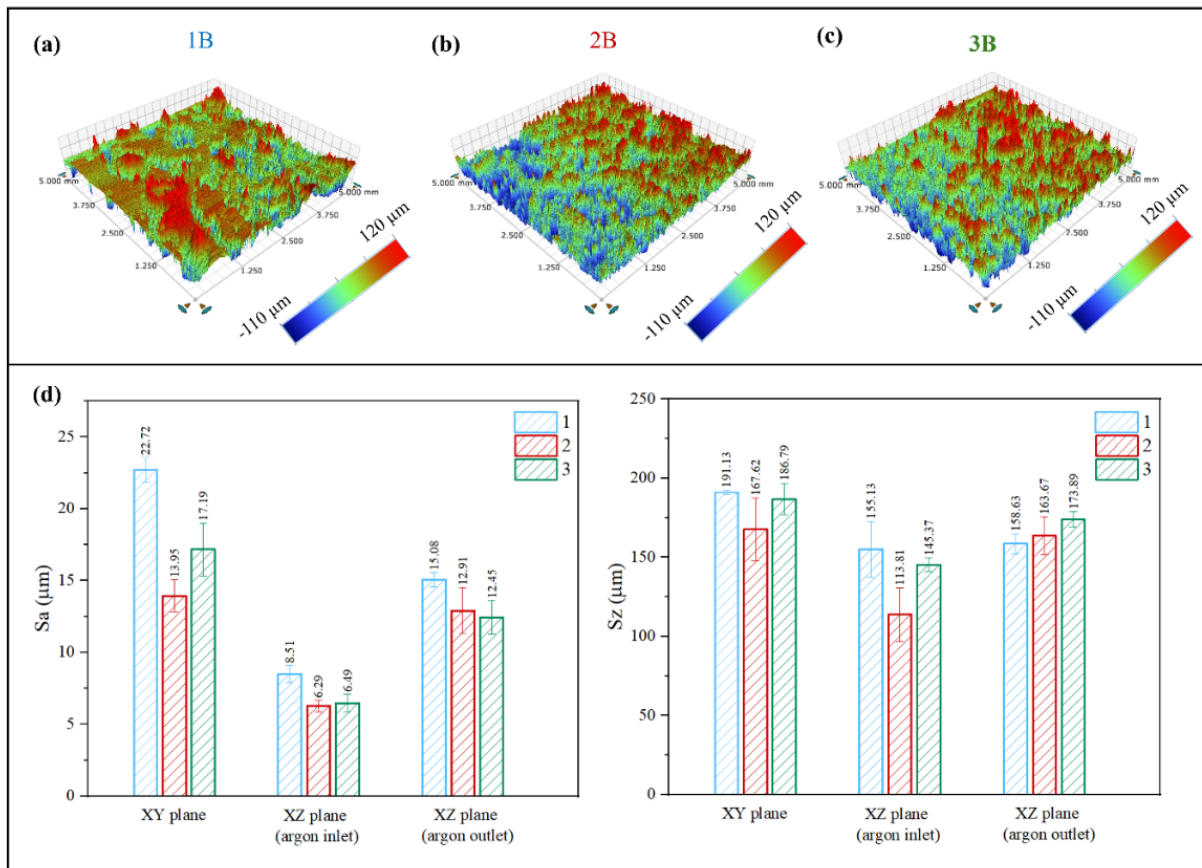 (a)
1B
5.000 mm
3.750
2.500
1.250
5.000 mm
3.750
2.500
1.250
120 μm
-110 μm
(b)
2B
5.000 mm
3.750
2.500
1.250
5.000 mm
3.750
2.500
1.250
120 μm
-110 μm
(c)
3B
5.000 mm
3.750
2.500
1.250
5.000 mm
3.750
7.500
1.250
120 μm
-110 μm
(d)
Sa (μm)
25
20
15
10
5
0
22.72
13.95
17.19
8.51
6.29
6.49
15.08
12.91
12.45
1
2
3
XY plane
XZ plane
(argon inlet)
XZ plane
(argon outlet)
Sz (μm)
250
200
150
100
50
0
191.13
167.62
186.79
155.13
113.81
145.37
158.63
163.67
173.89
1
2
3
XY plane
XZ plane
(argon inlet)
XZ plane
(argon outlet)